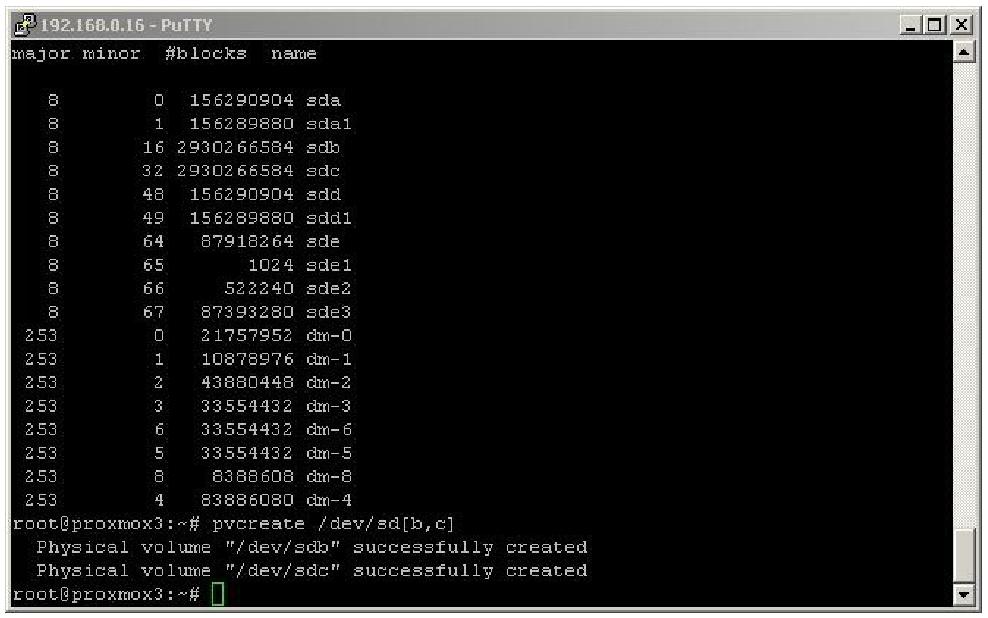 192.168.0.16 - PuTTY
major minor  #blocks  name
8        0  156290904 sda
8        1  156289880 sda1
8       16 2930266584 sdb
8       32 2930266584 sdc
8       48  156290904 sdd
8       49  156289880 sdd1
8       64   87918264 sde
8       65       1024 sde1
8       66     522240 sde2
8       67   87393280 sde3
253        0   21757952 dm-0
253        1   10878976 dm-1
253        2   43880448 dm-2
253        3   33554432 dm-3
253        6   33554432 dm-6
253        5   33554432 dm-5
253        8    8388608 dm-8
253        4   83886080 dm-4
root@proxmox3:~# pvcreate /dev/sd[b,c]
Physical volume "/dev/sdb" successfully created
Physical volume "/dev/sdc" successfully created
root@proxmox3:~#